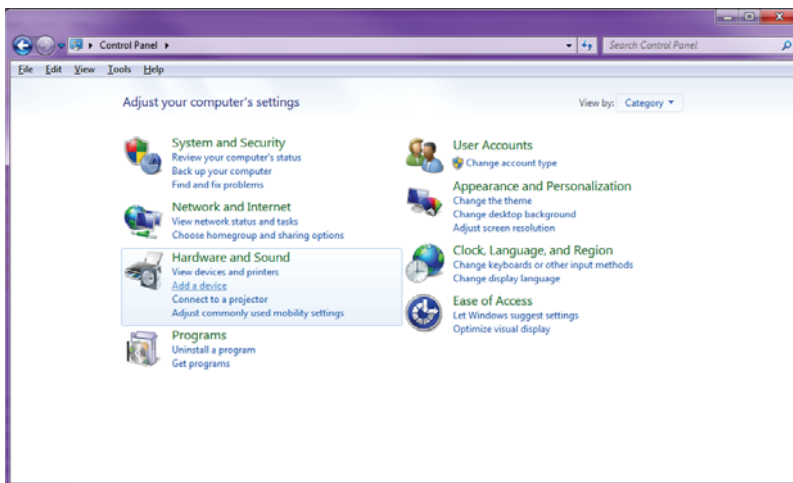 Control Panel
Search Control Panel
File Edit View Tools Help
Adjust your computer's settings
View by: Category
System and Security
Review your computer's status
Back up your computer
Find and fix problems
Network and Internet
View network status and tasks
Choose homegroup and sharing options
Hardware and Sound
View devices and printers
Add a device
Connect to a projector
Adjust commonly used mobility settings
Programs
Uninstall a program
Get programs
User Accounts
Change account type
Appearance and Personalization
Change the theme
Change desktop background
Adjust screen resolution
Clock, Language, and Region
Change keyboards or other input methods
Change display language
Ease of Access
Let Windows suggest settings
Optimize visual display